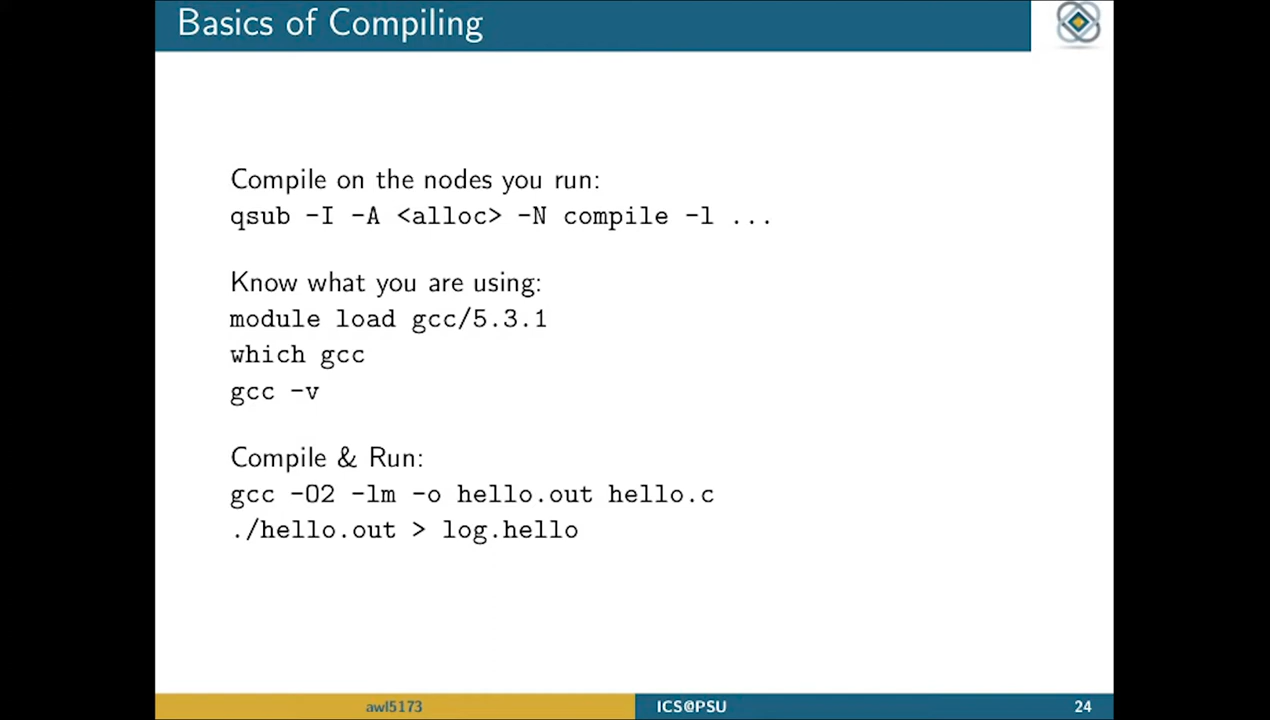 Basics of Compiling
Compile on the nodes you run:
qsub -I -A <alloc> -N compile -l ...
Know what you are using:
module load gcc/5.3.1
which gcc
gcc -v
Compile & Run:
gcc -O2 -lm -o hello.out hello.c
./hello.out > log.hello
awl5173 ICS@PSU 24